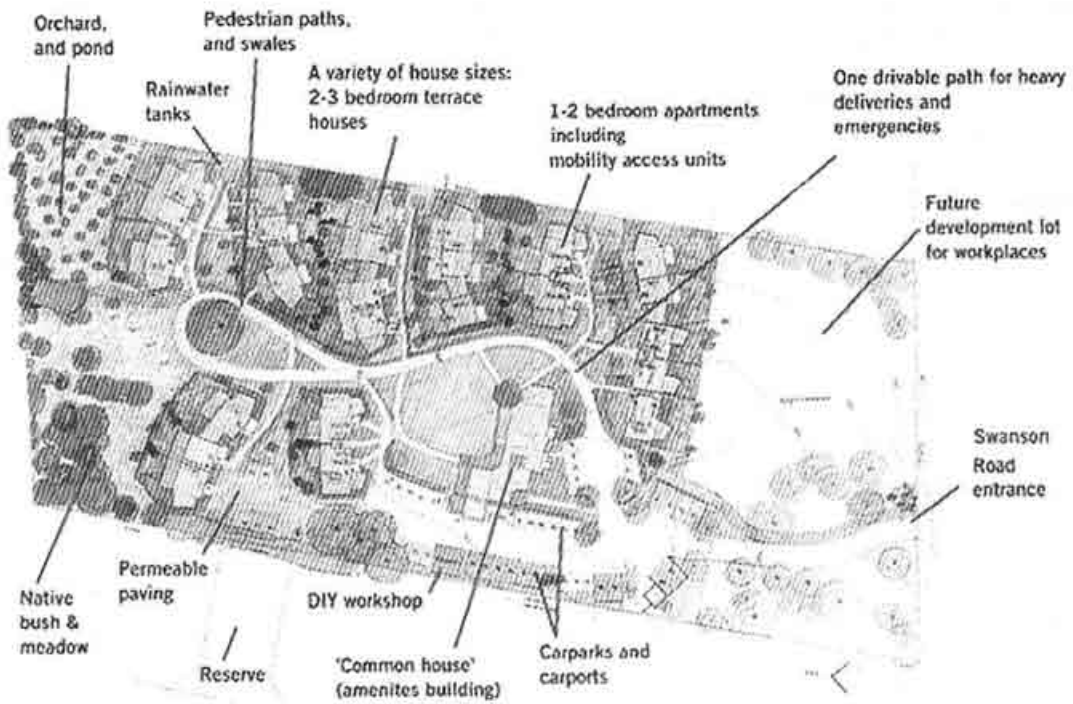 Orchard,
and pond
Pedestrian paths,
and swales
Rainwater
tanks
A variety of house sizes:
2-3 bedroom terrace
houses
1-2 bedroom apartments
including
mobility access units
One drivable path for heavy
deliveries and
emergencies
Future
development lot
for workplaces
Swanson
Road
entrance
Native
bush &
meadow
Permeable
paving
Reserve
DIY workshop
'Common house'
(amenites building)
Carparks and
carports